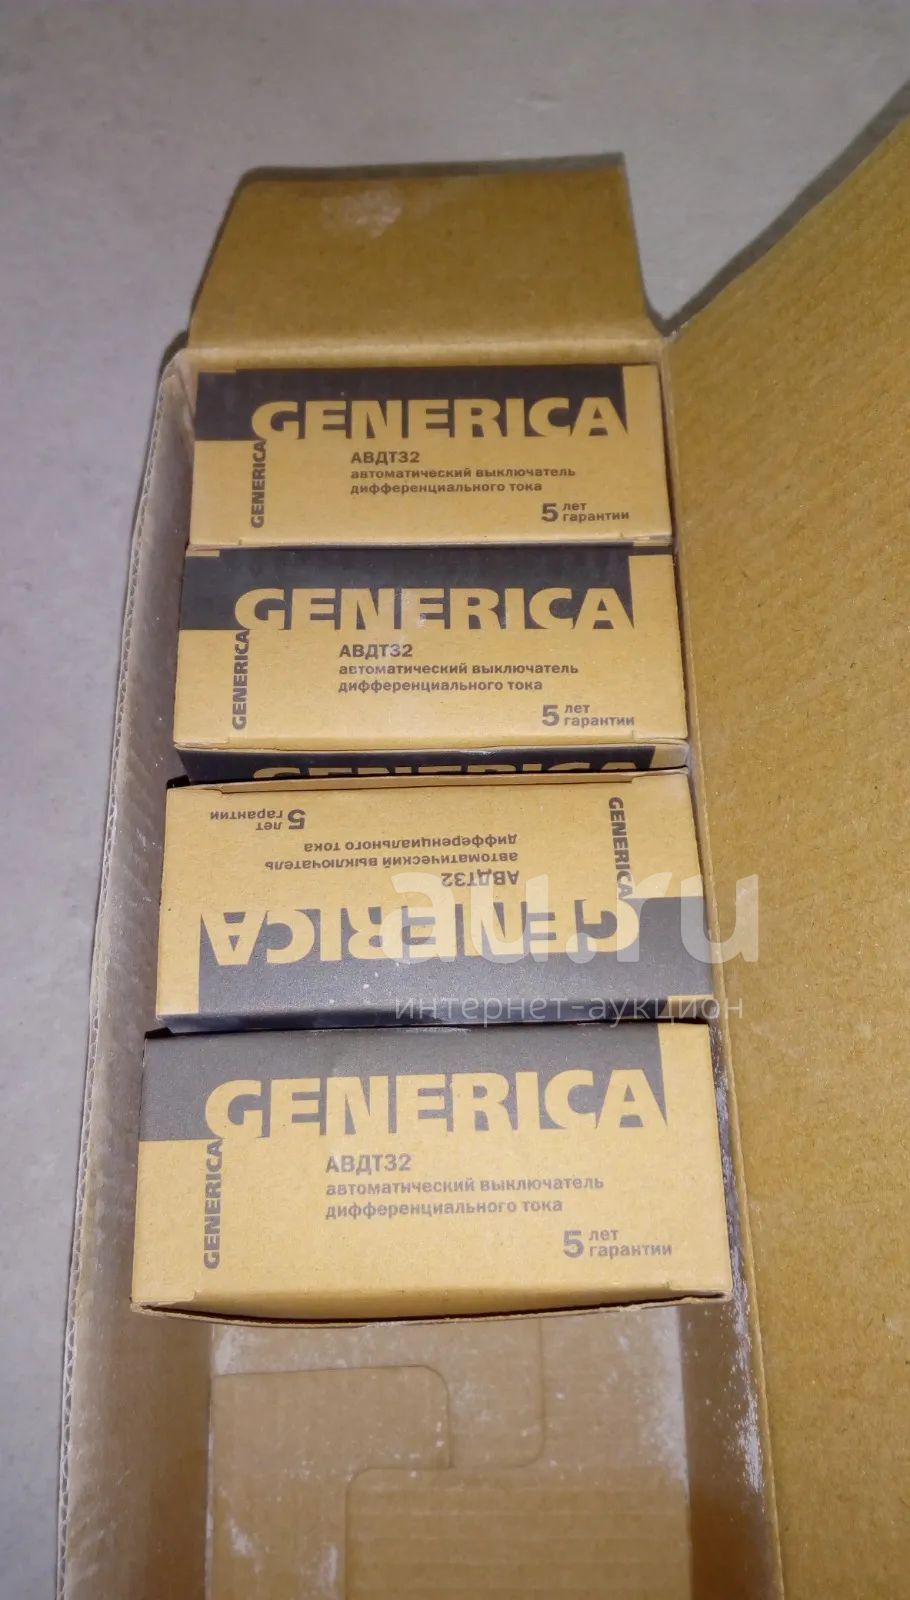 GENERICA
GENERICA
АВДТ32
автоматический выключатель
дифференциального тока
5 лет
гарантии
GENERICA
GENERICA
АВДТ32
автоматический выключатель
дифференциального тока
5 лет
гарантии
GENERICA
GENERICA
GENERICA
АВДТ32
автоматический выключатель
дифференциального тока
5 лет
гарантии
au.ru
интернет-аукцион
GENERICA
GENERICA
АВДТ32
автоматический выключатель
дифференциального тока
5 лет
гарантии